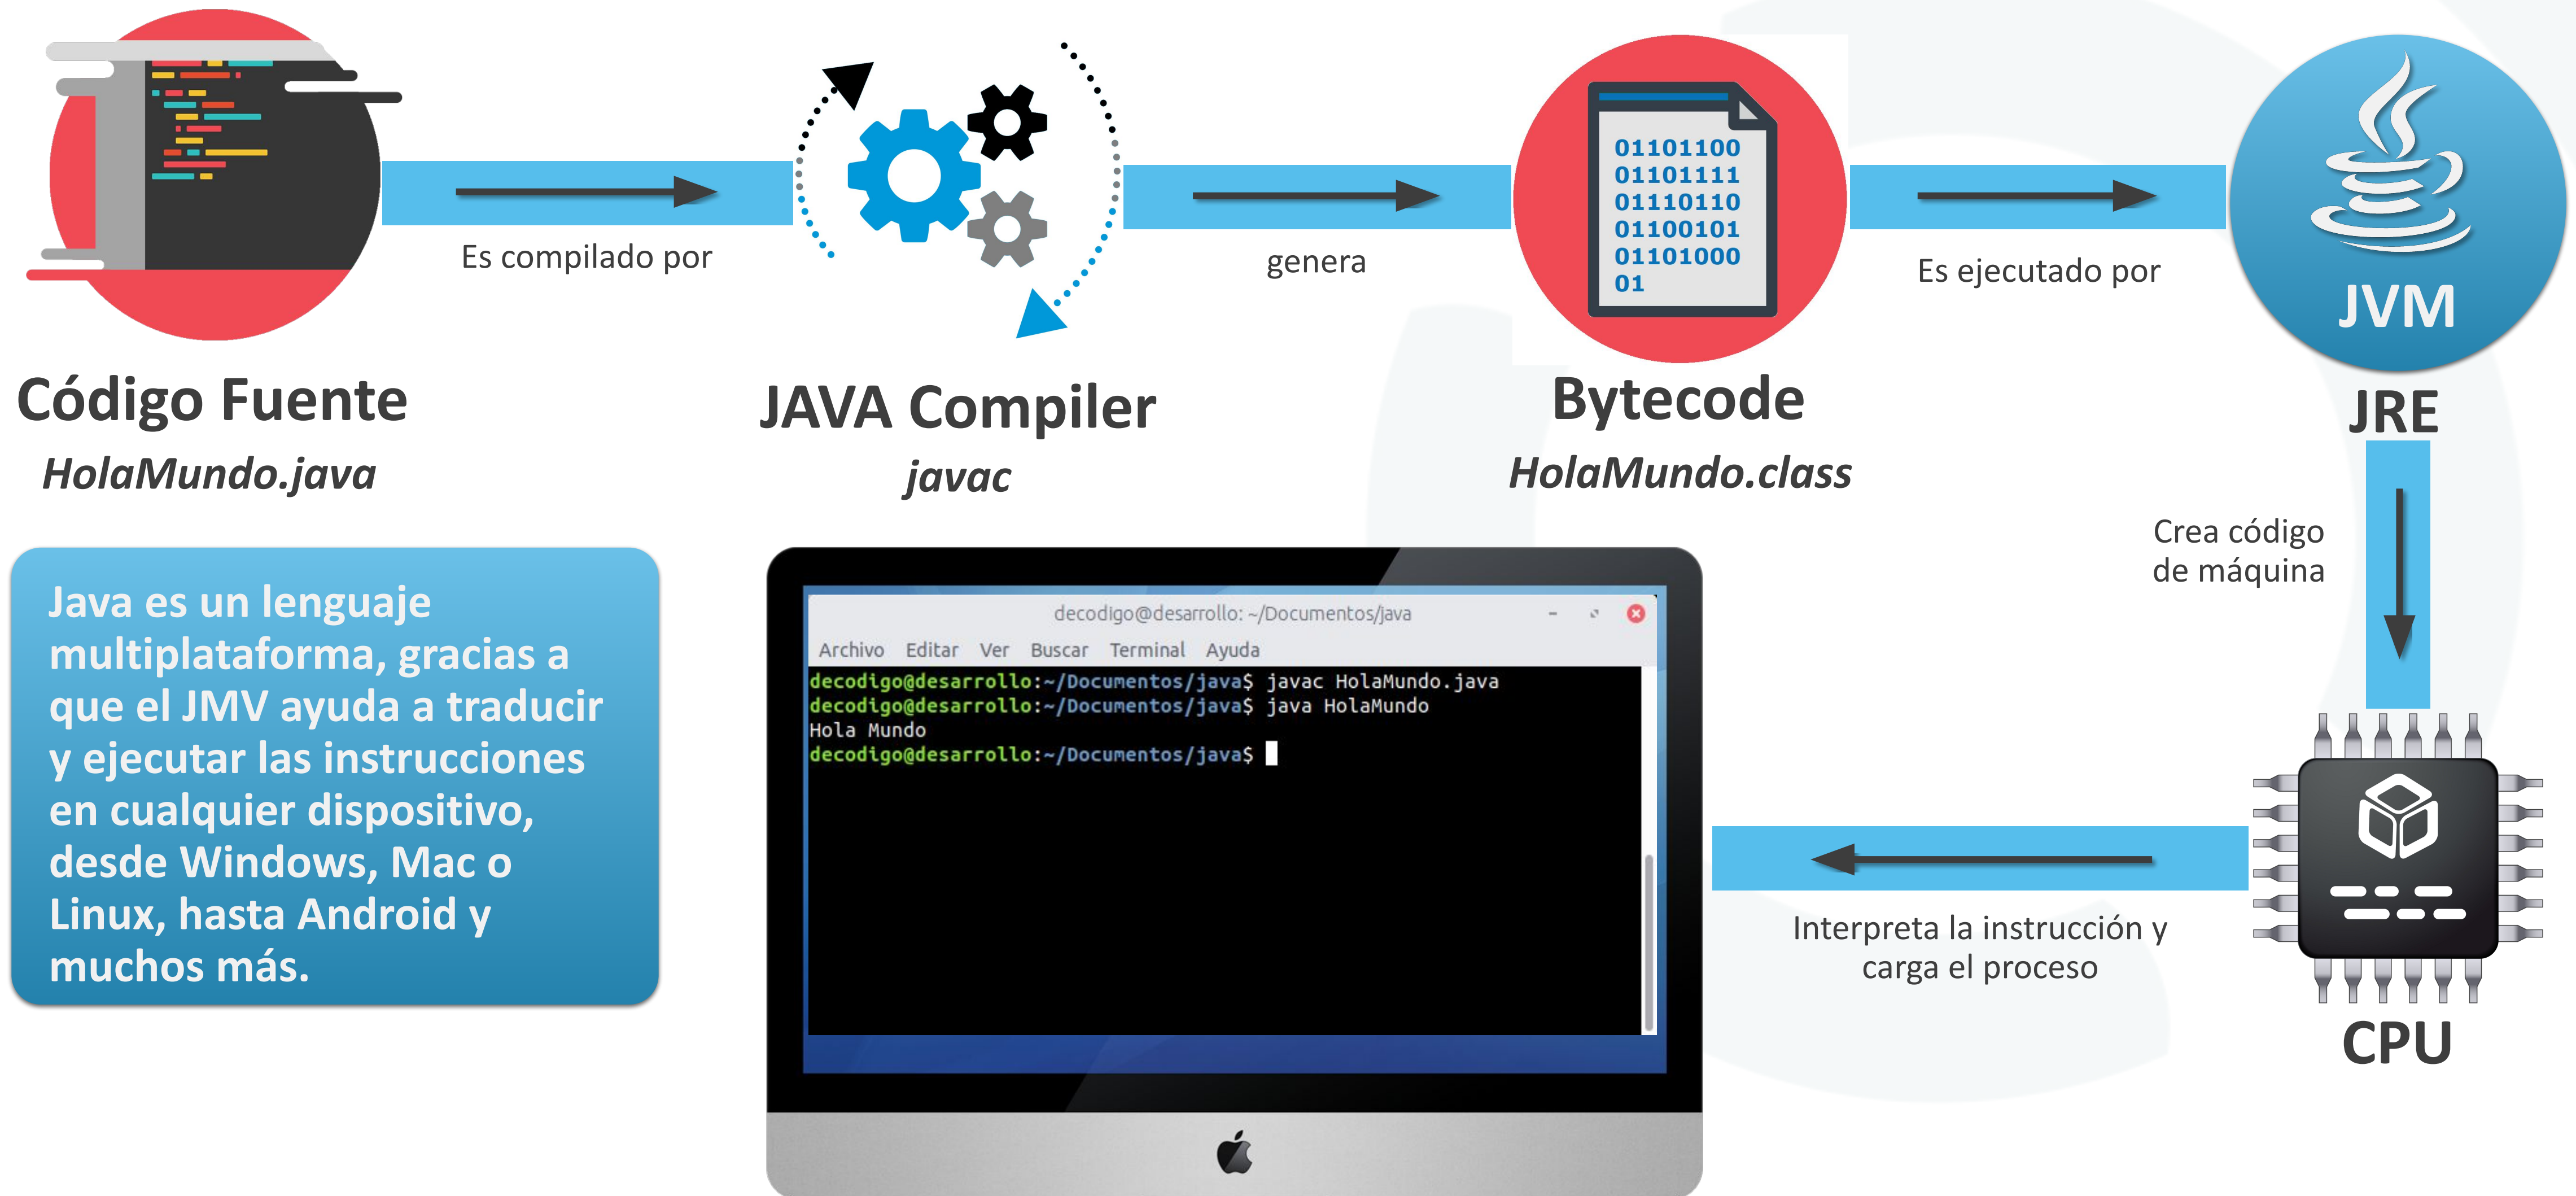 01101100
01101111
01110110
01100101
01101000
01
JVM
Es compilado por
genera
Es ejecutado por
Código Fuente
HolaMundo.java
JAVA Compiler
javac
Bytecode
HolaMundo.class
JRE
Crea código
de máquina
Java es un lenguaje
multiplataforma, gracias a
que el JMV ayuda a traducir
y ejecutar las instrucciones
en cualquier dispositivo,
desde Windows, Mac o
Linux, hasta Android y
muchos más.
decodigo@desarrollo: ~/Documentos/java
Archivo Editar Ver Buscar Terminal Ayuda
decodigo@desarrollo:~/Documentos/java$ javac HolaMundo.java
decodigo@desarrollo:~/Documentos/java$ java HolaMundo
Hola Mundo
decodigo@desarrollo:~/Documentos/java$
Interpreta la instrucción y
carga el proceso
CPU